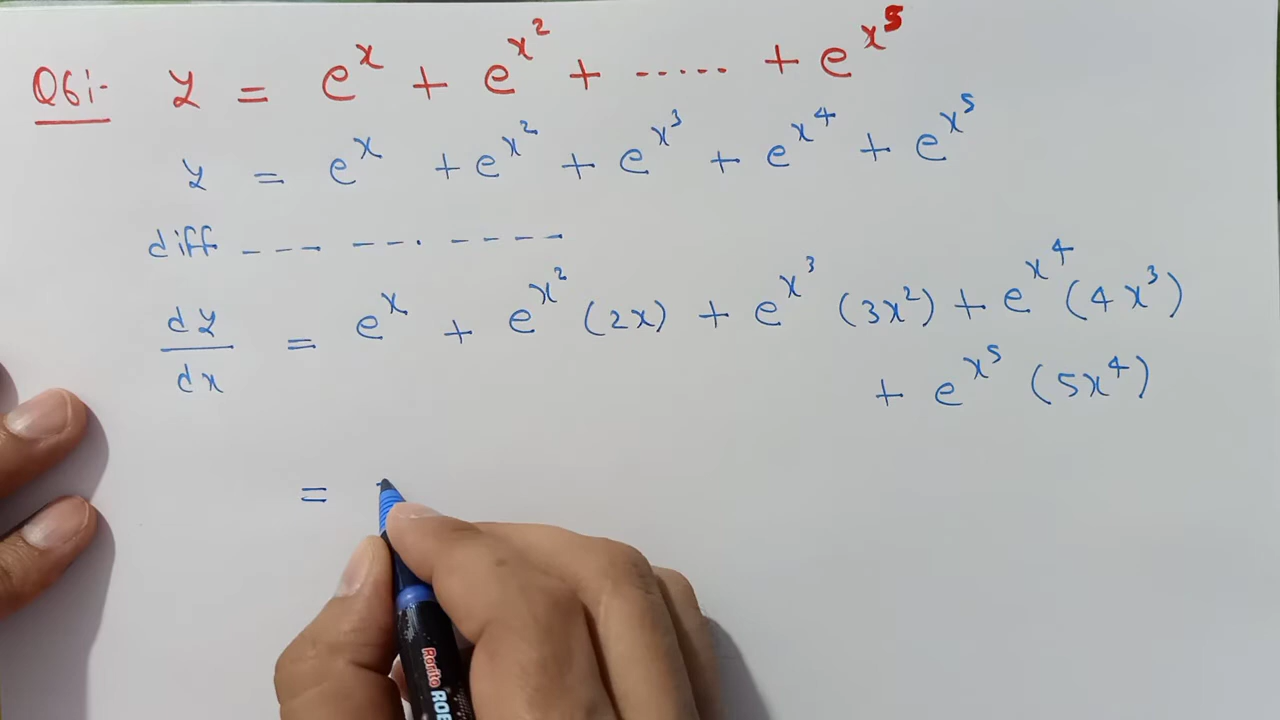 Q6:- y = e^x + e^{x^2} + ..... + e^{x^5}
y = e^x + e^{x^2} + e^{x^3} + e^{x^4} + e^{x^5}
diff --- --. ----
dy/dx = e^x + e^{x^2} (2x) + e^{x^3} (3x^2) + e^{x^4} (4x^3)
+ e^{x^5} (5x^4)
=
Rorito